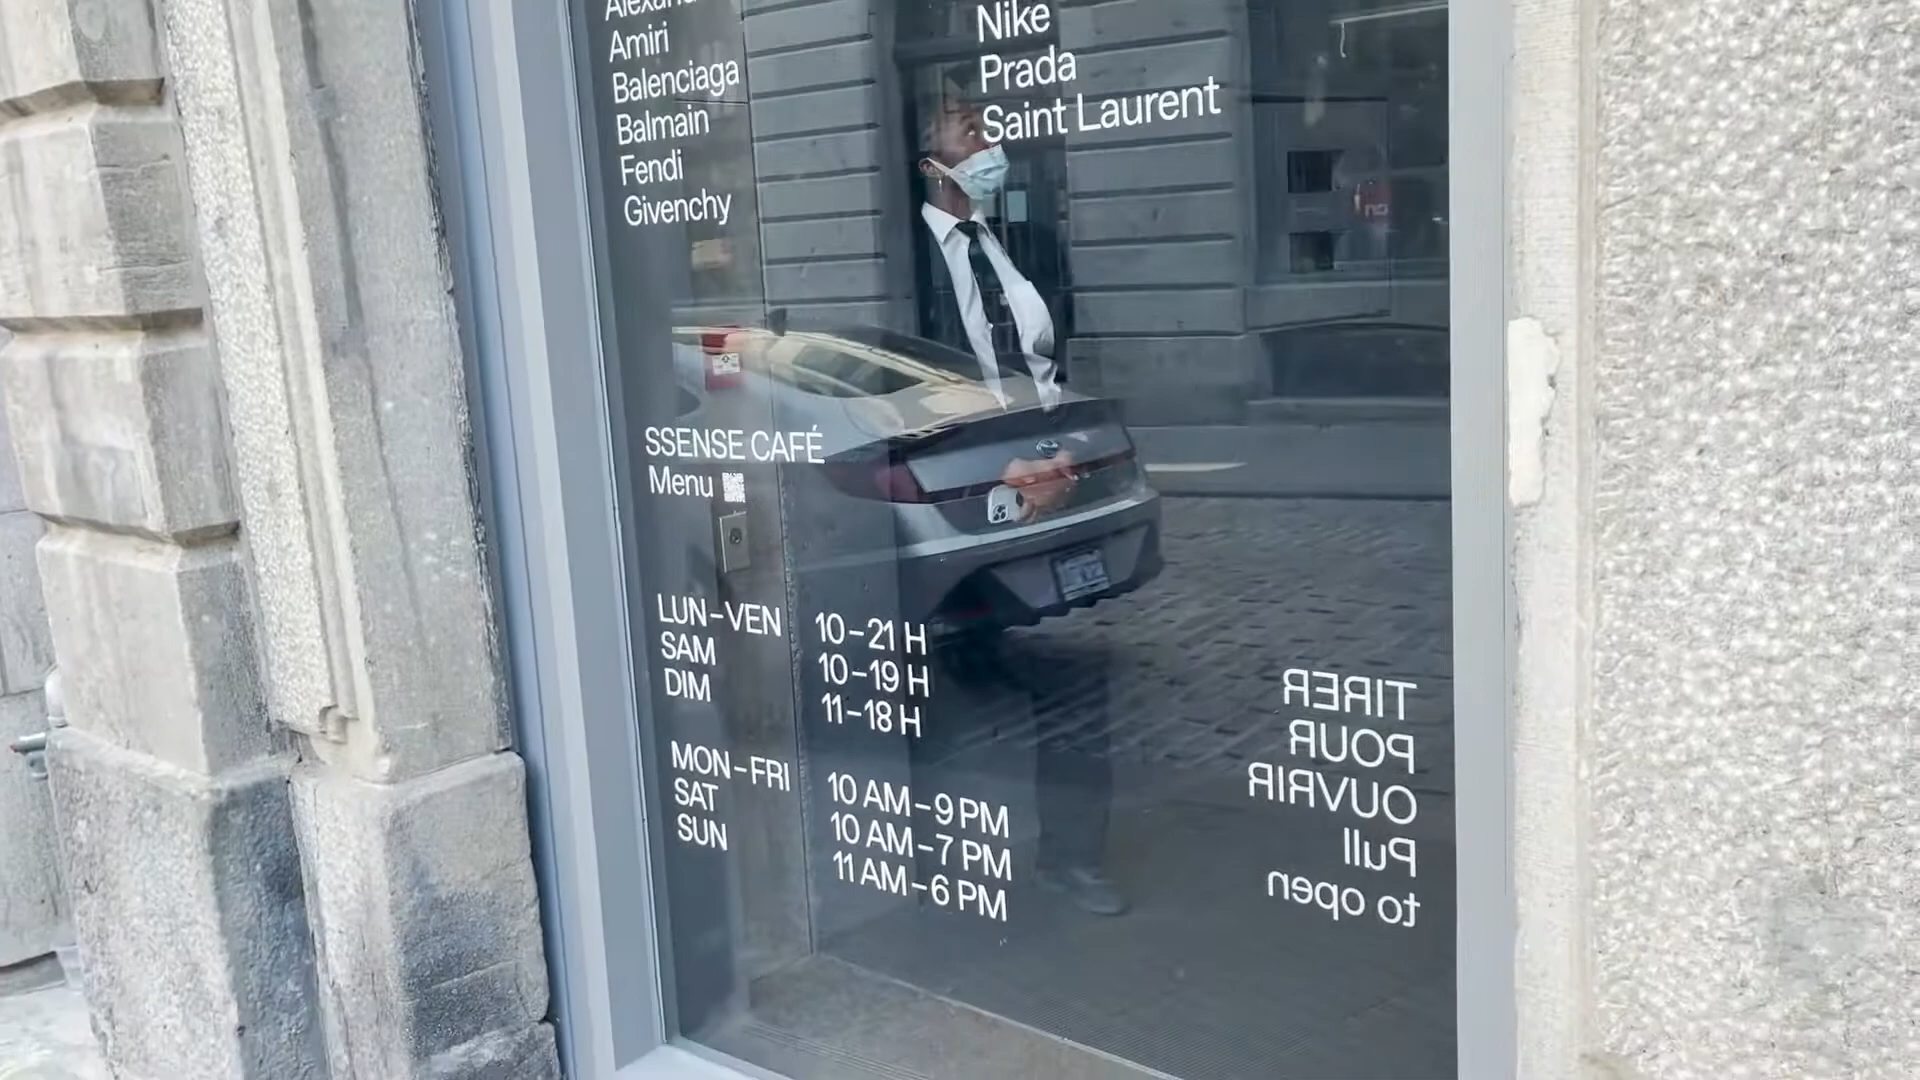 Amiri
Balenciaga
Balmain
Fendi
Givenchy
Nike
Prada
Saint Laurent
SSENSE CAFÉ
Menu
LUN–VEN 10–21 H
SAM 10–19 H
DIM 11–18 H
MON–FRI 10 AM–9 PM
SAT 10 AM–7 PM
SUN 11 AM–6 PM
TIRER
POUR
OUVRIR
Pull
to open